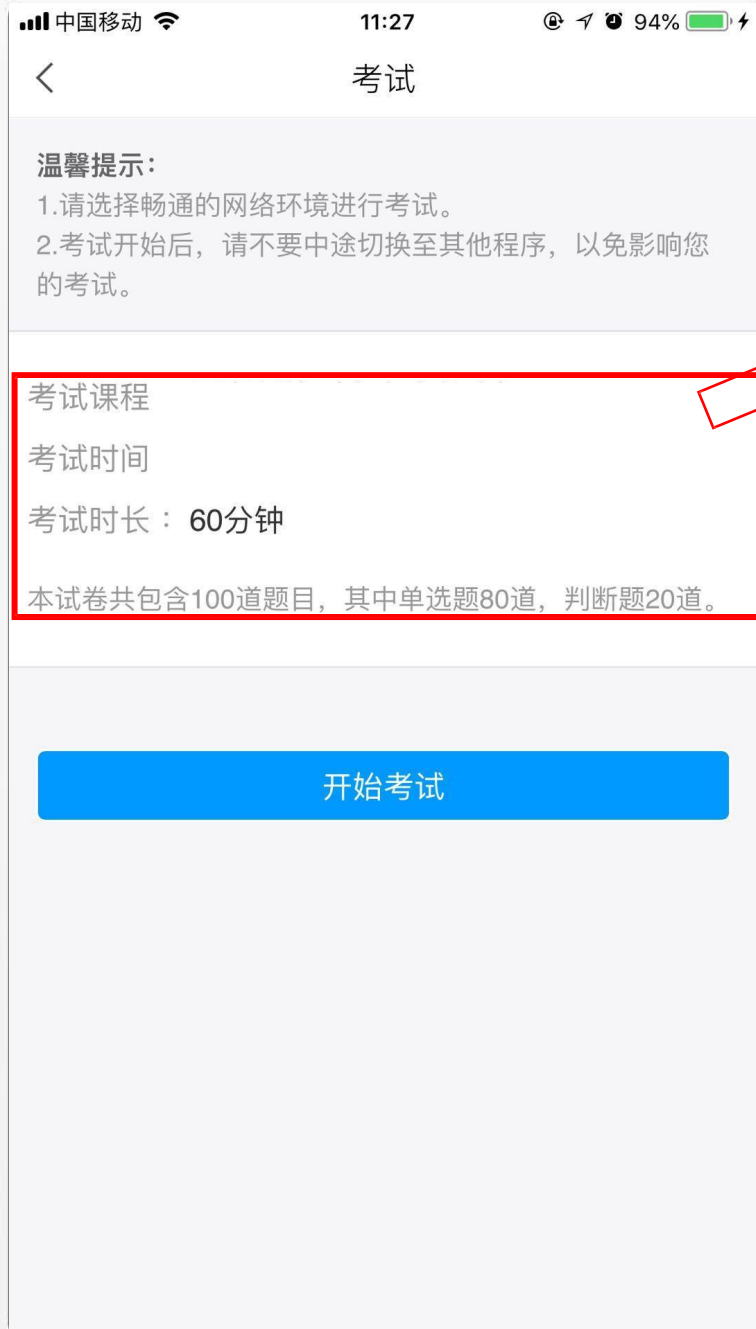 中国移动 11:27 94%
考试
温馨提示：
1.请选择畅通的网络环境进行考试。
2.考试开始后，请不要中途切换至其他程序，以免影响您
的考试。
考试课程
考试时间
考试时长：60分钟
本试卷共包含100道题目，其中单选题80道，判断题20道。
开始考试